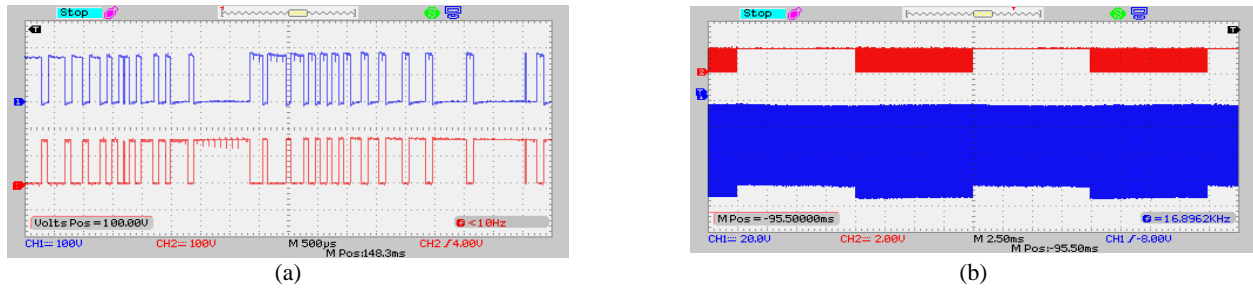 Stop
T
S
1
2
Volts Pos = 100.00V
f <10Hz
CH1 100V CH2 100V M 500µs CH2 4.00V
M Pos:148.3ms
(a)
Stop
S
T
2
T
1
M Pos = -95.50000ms
f = 16.8962KHz
CH1 20.0V CH2 2.00V M 2.50ms CH1 -8.00V
M Pos:-95.50ms
(b)